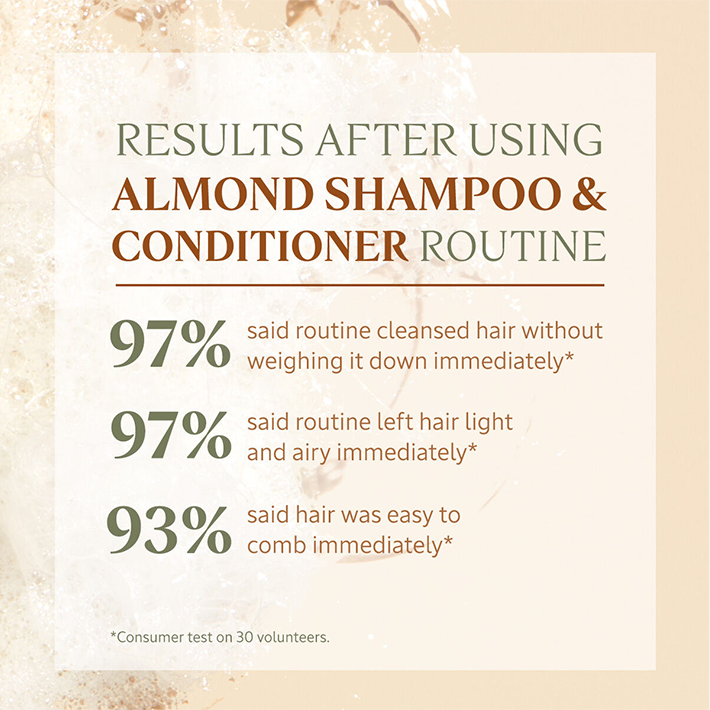 RESULTS AFTER USING
ALMOND SHAMPOO &
CONDITIONER ROUTINE
97% said routine cleansed hair without
weighing it down immediately*
97% said routine left hair light
and airy immediately*
93% said hair was easy to
comb immediately*
*Consumer test on 30 volunteers.